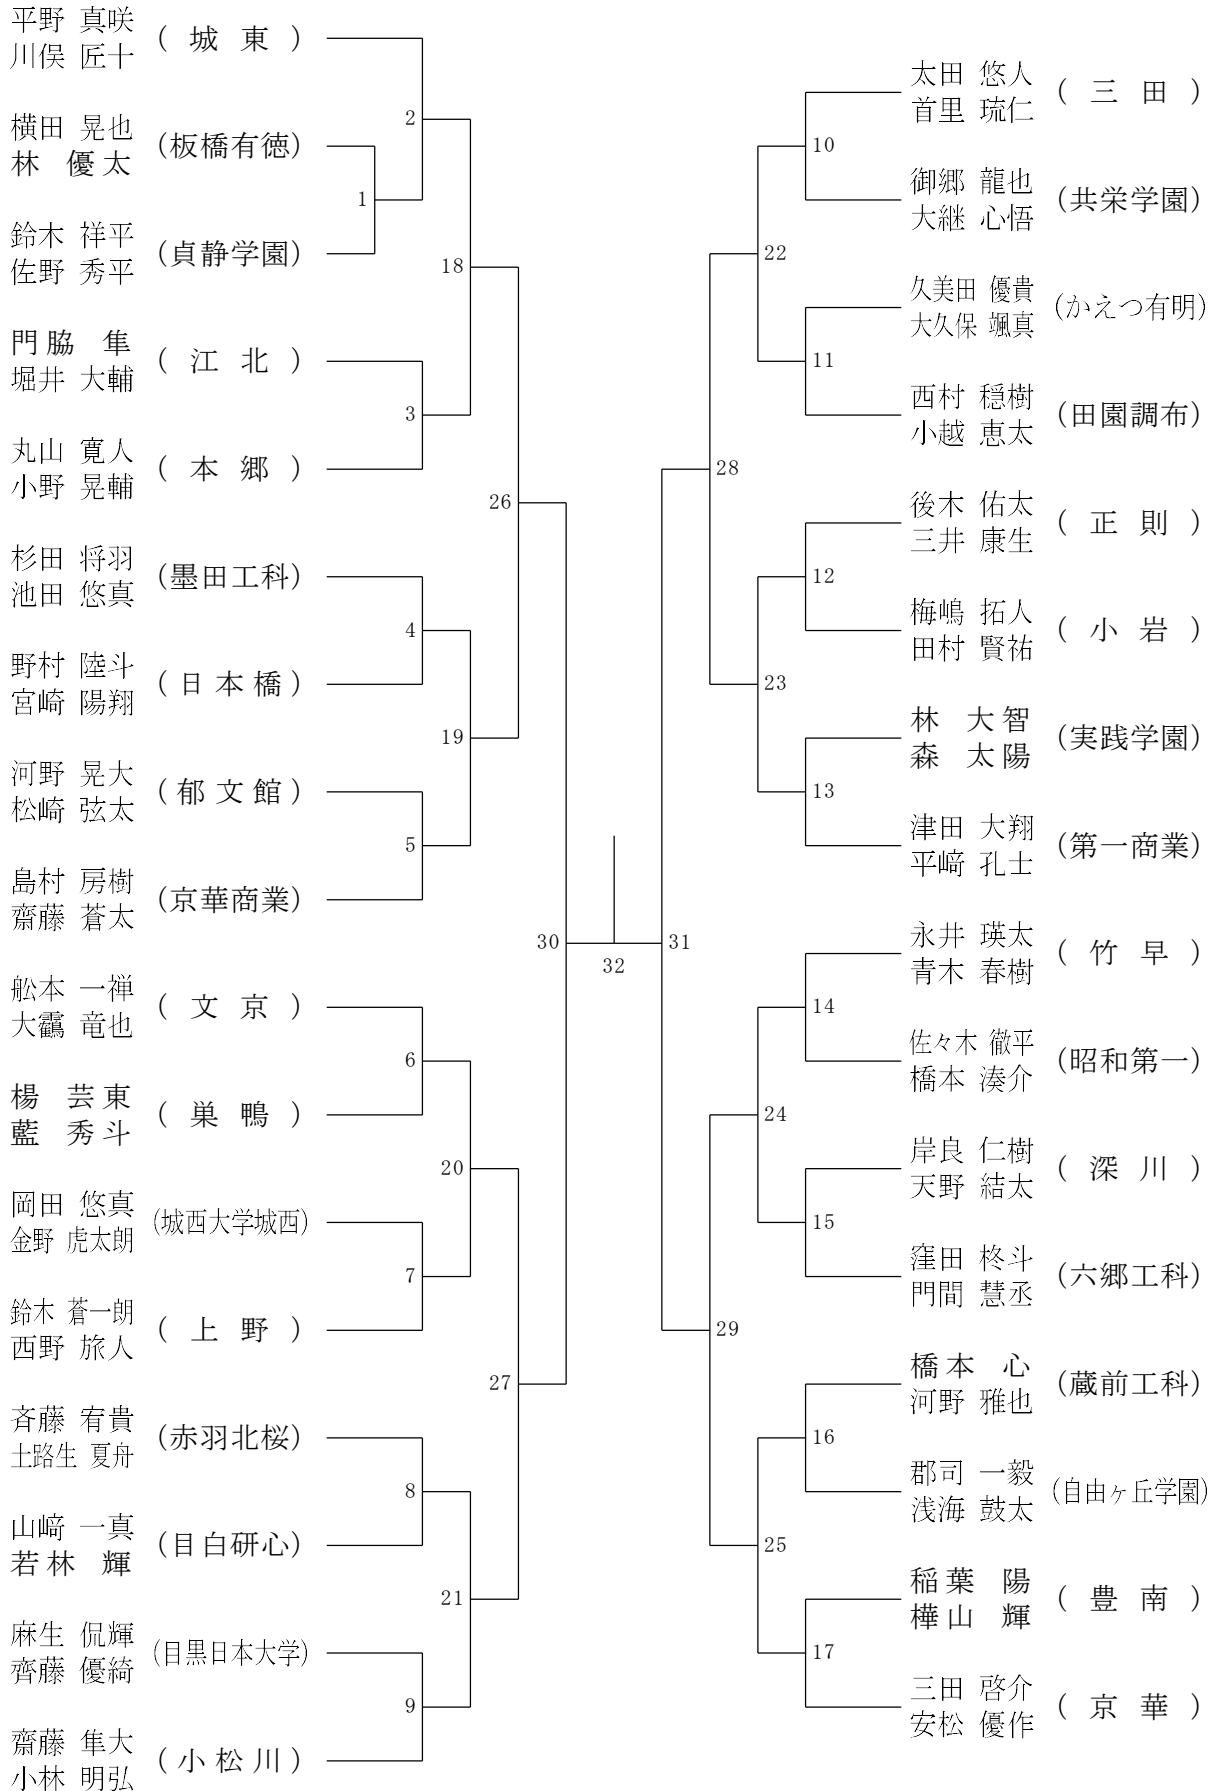 平野 真咲
川俣 匠十
( 城 東 )
横田 晃也
林 優太
(板橋有徳)
鈴木 祥平
佐野 秀平
(貞静学園)
門脇 隼
堀井 大輔
( 江 北 )
丸山 寛人
小野 晃輔
( 本 郷 )
杉田 将羽
池田 悠真
(墨田工科)
野村 陸斗
宮崎 陽翔
(日本橋)
河野 晃大
松崎 弦太
(郁文館)
島村 房樹
齋藤 蒼太
(京華商業)
舩本 一禅
大靍 竜也
( 文 京 )
楊 芸東
藍 秀斗
( 巣 鴨 )
岡田 悠真
金野 虎太朗
(城西大学城西)
鈴木 蒼一朗
西野 旅人
( 上 野 )
斉藤 宥貴
土路生 夏舟
(赤羽北桜)
山﨑 一真
若林 輝
(目白研心)
麻生 侃輝
齊藤 優綺
(目黒日本大学)
齋藤 隼大
小林 明弘
(小松川)
1
2
3
4
5
6
7
8
9
18
19
20
21
26
27
30
32
31
28
29
22
23
24
25
10
11
12
13
14
15
16
17
太田 悠人
首里 琉仁
( 三 田 )
御郷 龍也
大継 心悟
(共栄学園)
久美田 優貴
大久保 颯真
(かえつ有明)
西村 穏樹
小越 恵太
(田園調布)
後木 佑太
三井 康生
( 正 則 )
梅嶋 拓人
田村 賢祐
( 小 岩 )
林 大智
森 太陽
(実践学園)
津田 大翔
平﨑 孔士
(第一商業)
永井 瑛太
青木 春樹
( 竹 早 )
佐々木 徹平
橋本 湊介
(昭和第一)
岸良 仁樹
天野 結太
( 深 川 )
窪田 柊斗
門間 慧丞
(六郷工科)
橋本 心
河野 雅也
(蔵前工科)
郡司 一毅
浅海 鼓太
(自由ヶ丘学園)
稲葉 陽
樺山 輝
( 豊 南 )
三田 啓介
安松 優作
( 京 華 )